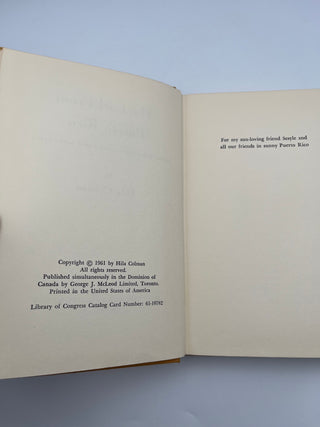 Copyright © 1961 by Hila Colman
All rights reserved.
Published simultaneously in the Dominion of
Canada by George J. McLeod Limited, Toronto.
Printed in the United States of America
Library of Congress Catalog Card Number: 61-10742
For my sun-loving friend Sestle and
all our friends in sunny Puerto Rico